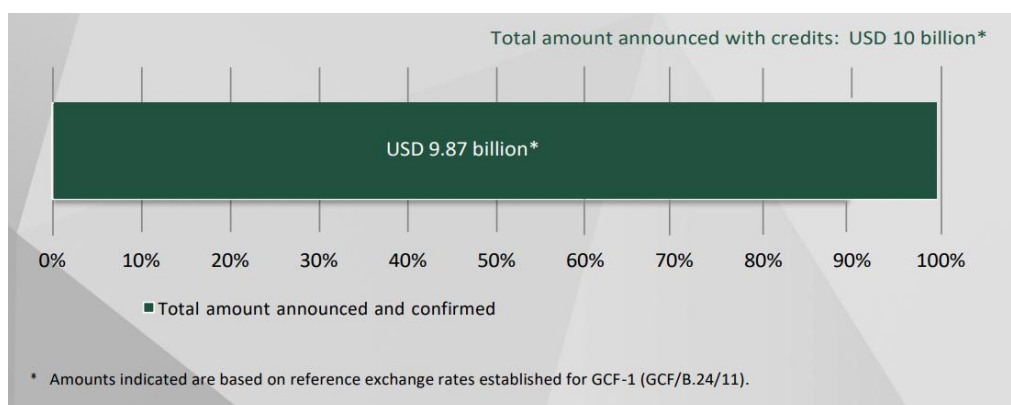 Total amount announced with credits: USD 10 billion*
USD 9.87 billion*
0% 10% 20% 30% 40% 50% 60% 70% 80% 90% 100%
Total amount announced and confirmed
* Amounts indicated are based on reference exchange rates established for GCF-1 (GCF/B.24/11).